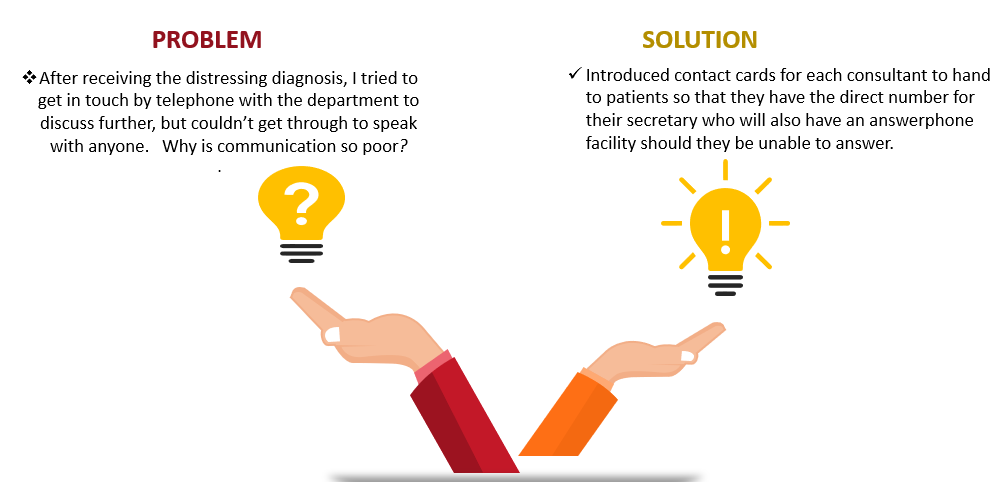 PROBLEM
❖After receiving the distressing diagnosis, I tried to
get in touch by telephone with the department to
discuss further, but couldn't get through to speak
with anyone.   Why is communication so poor?
.
?
SOLUTION
✓ Introduced contact cards for each consultant to hand
to patients so that they have the direct number for
their secretary who will also have an answerphone
facility should they be unable to answer.
!